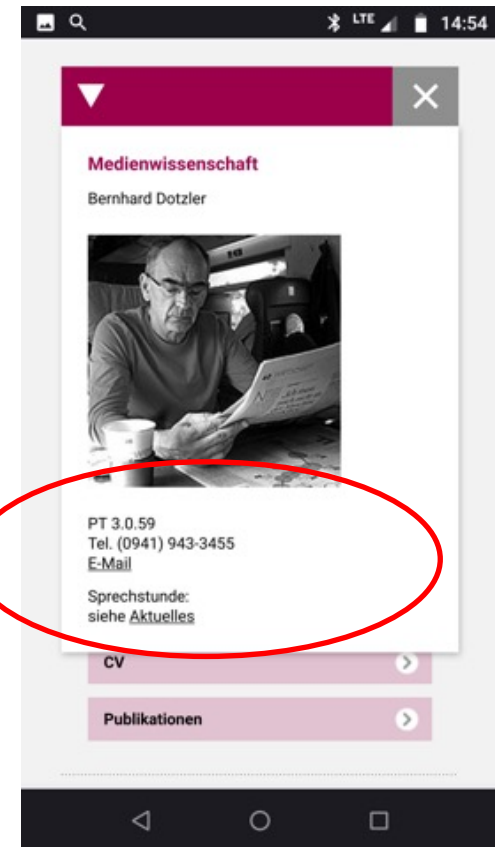 LTE 14:54
Medienwissenschaft
Bernhard Dotzler
PT 3.0.59
Tel. (0941) 943-3455
E-Mail
Sprechstunde:
siehe Aktuelles
CV
Publikationen